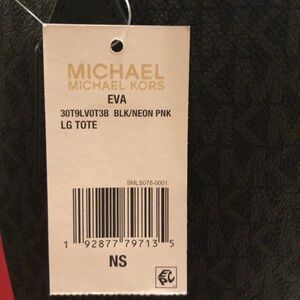 MICHAEL
MICHAEL KORS
EVA
30T9LV0T3B BLK/NEON PNK
LG TOTE
SMLS078-0001
1 92877 79713 5
NS